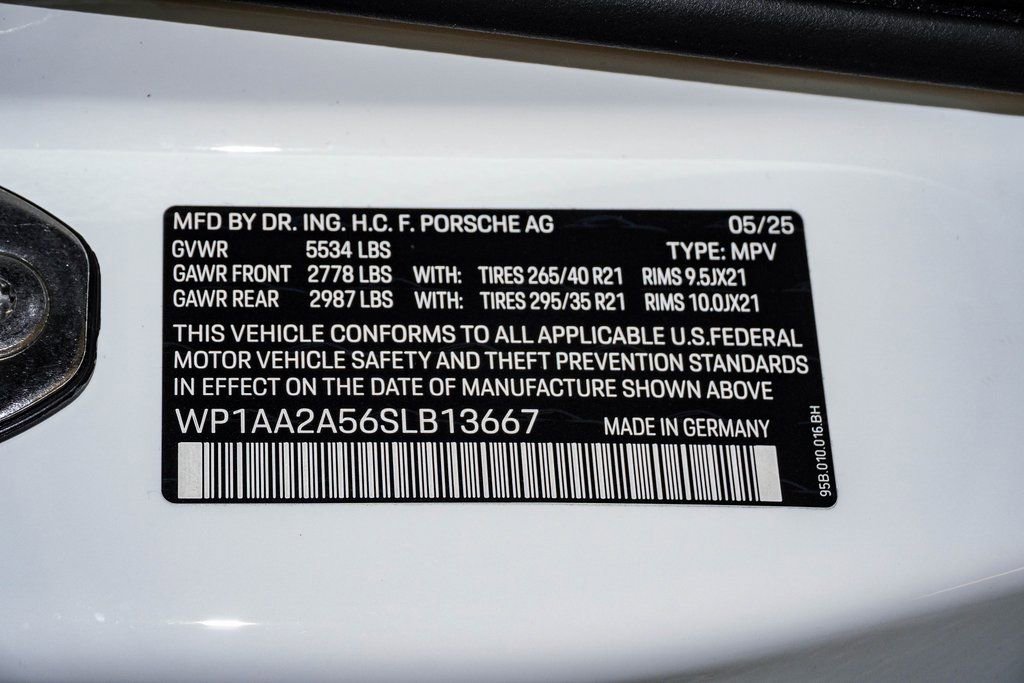 MFD BY DR. ING. H.C. F. PORSCHE AG 05/25
GVWR 5534 LBS TYPE: MPV
GAWR FRONT 2778 LBS WITH: TIRES 265/40 R21 RIMS 9.5JX21
GAWR REAR 2987 LBS WITH: TIRES 295/35 R21 RIMS 10.0JX21
THIS VEHICLE CONFORMS TO ALL APPLICABLE U.S.FEDERAL
MOTOR VEHICLE SAFETY AND THEFT PREVENTION STANDARDS
IN EFFECT ON THE DATE OF MANUFACTURE SHOWN ABOVE
WP1AA2A56SLB13667 MADE IN GERMANY
95B.010.016.BH